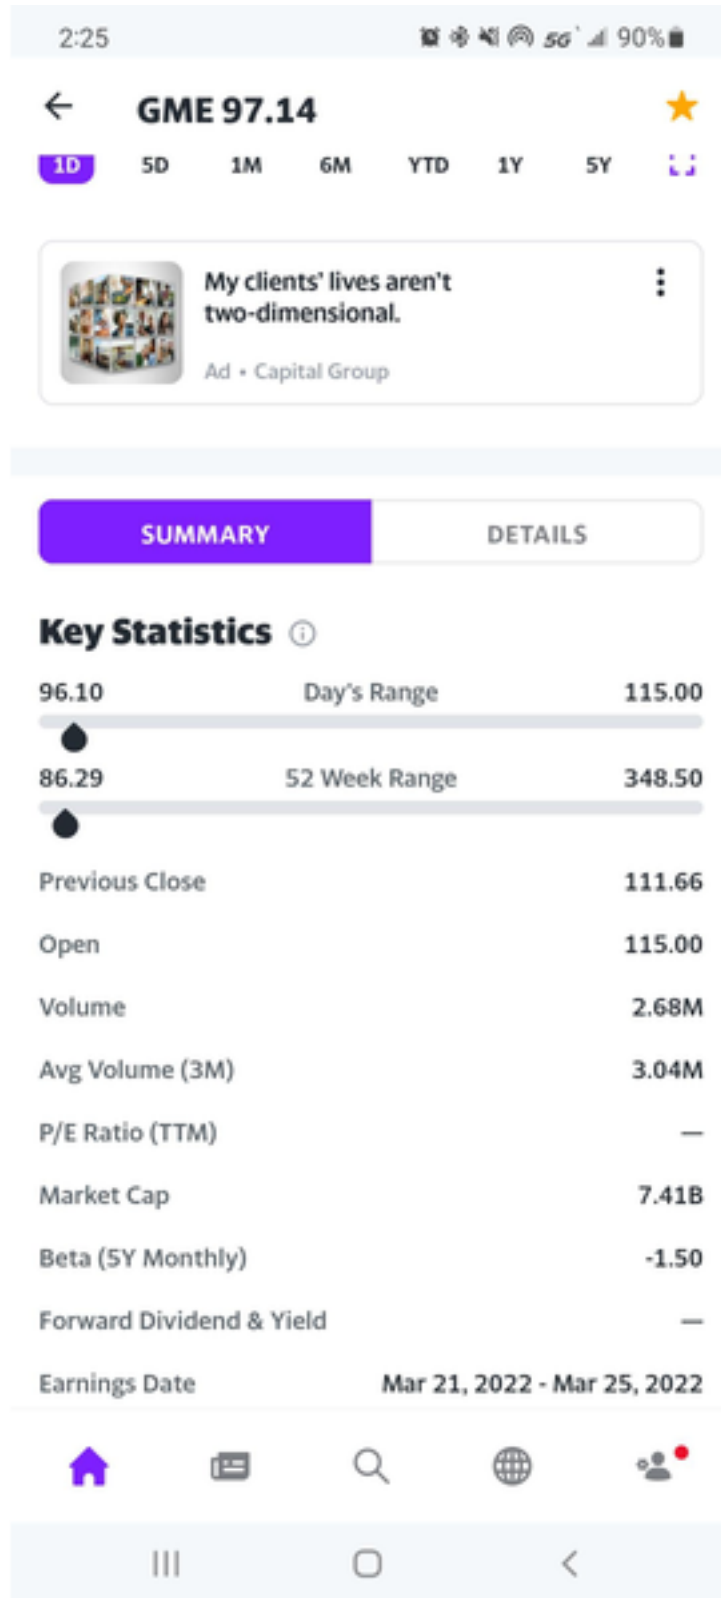 2:25 5G 90%
GME 97.14
1D 5D 1M 6M YTD 1Y 5Y
My clients' lives aren't
two-dimensional.
Ad • Capital Group
SUMMARY DETAILS
Key Statistics
96.10 Day's Range 115.00
86.29 52 Week Range 348.50
Previous Close 111.66
Open 115.00
Volume 2.68M
Avg Volume (3M) 3.04M
P/E Ratio (TTM) —
Market Cap 7.41B
Beta (5Y Monthly) -1.50
Forward Dividend & Yield —
Earnings Date Mar 21, 2022 - Mar 25, 2022